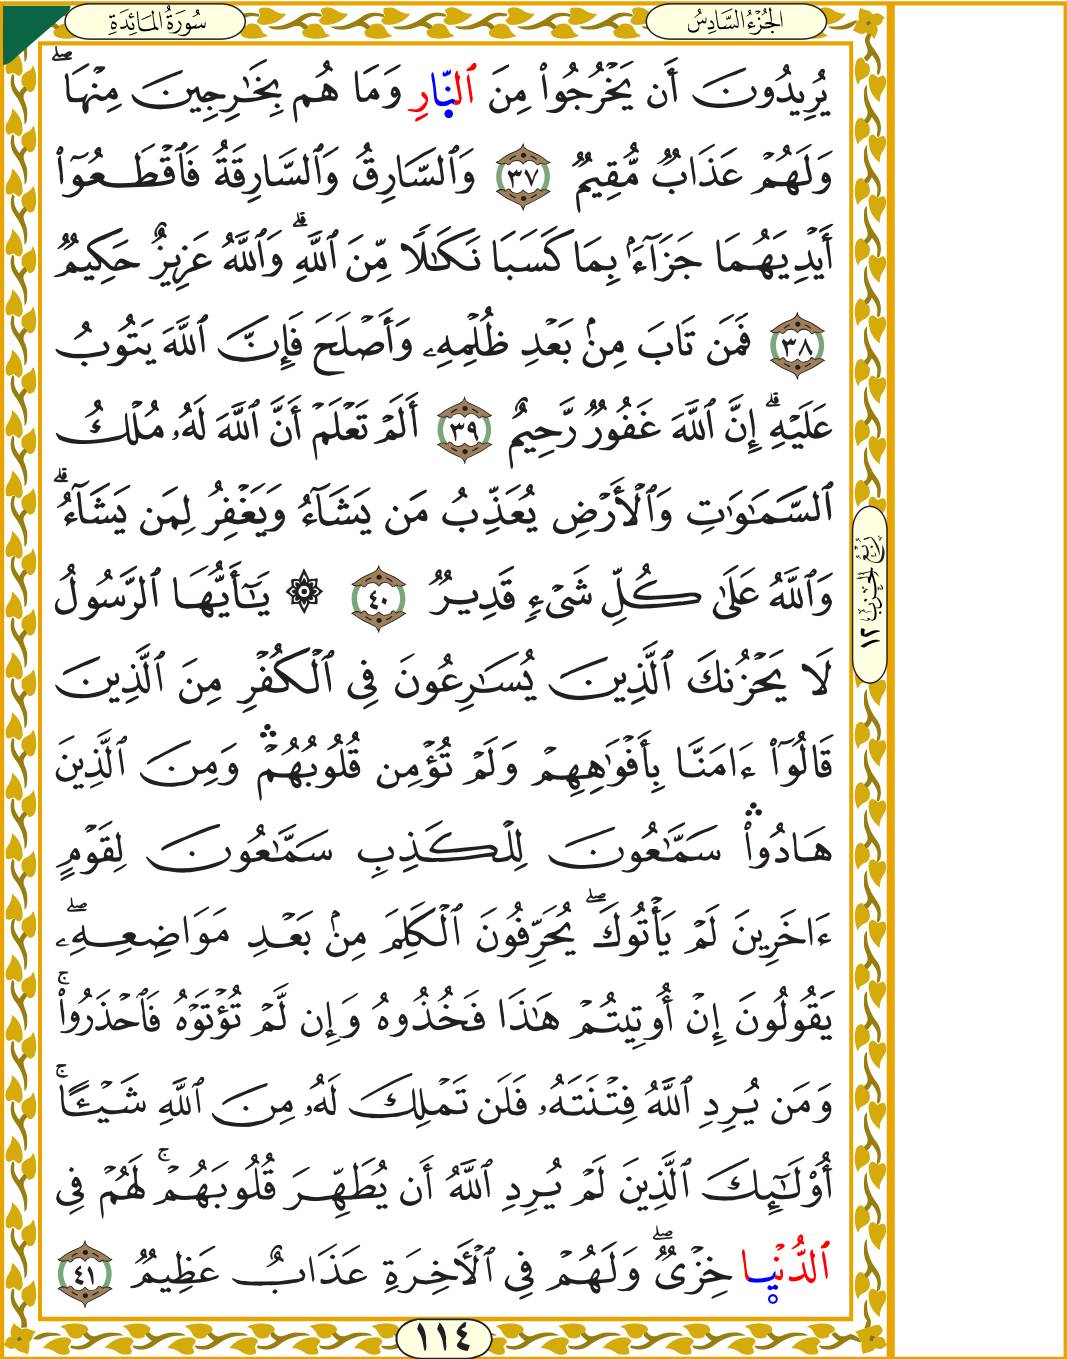 الجُزْءُ السَّادِسُ
سُورَةُ المَائِدَةِ
يُرِيدُونَ أَن يَخْرُجُواْ مِنَ ٱلنَّارِ وَمَا هُم بِخَٰرِجِينَ مِنْهَاۖ
وَلَهُمْ عَذَابٌ مُّقِيمٌ ٣٧ وَٱلسَّارِقُ وَٱلسَّارِقَةُ فَٱقْطَعُوٓاْ
أَيْدِيَهُمَا جَزَآءَۢ بِمَا كَسَبَا نَكَٰلًا مِّنَ ٱللَّهِۗ وَٱللَّهُ عَزِيزٌ حَكِيمٌ
٣٨ فَمَن تَابَ مِنۢ بَعْدِ ظُلْمِهِۦ وَأَصْلَحَ فَإِنَّ ٱللَّهَ يَتُوبُ
عَلَيْهِۗ إِنَّ ٱللَّهَ غَفُورٌ رَّحِيمٌ ٣٩ أَلَمْ تَعْلَمْ أَنَّ ٱللَّهَ لَهُۥ مُلْكُ
ٱلسَّمَٰوَٰتِ وَٱلْأَرْضِ يُعَذِّبُ مَن يَشَآءُ وَيَغْفِرُ لِمَن يَشَآءُۗ
وَٱللَّهُ عَلَىٰ كُلِّ شَىْءٍ قَدِيرٌ ٤٠ ۞ يَٰٓأَيُّهَا ٱلرَّسُولُ
لَا يَحْزُنكَ ٱلَّذِينَ يُسَٰرِعُونَ فِى ٱلْكُفْرِ مِنَ ٱلَّذِينَ
قَالُوٓاْ ءَامَنَّا بِأَفْوَٰهِهِمْ وَلَمْ تُؤْمِن قُلُوبُهُمْۛ وَمِنَ ٱلَّذِينَ
هَادُواْۛ سَمَّٰعُونَ لِلْكَذِبِ سَمَّٰعُونَ لِقَوْمٍ
ءَاخَرِينَ لَمْ يَأْتُوكَۖ يُحَرِّفُونَ ٱلْكَلِمَ مِنۢ بَعْدِ مَوَاضِعِهِۦۖ
يَقُولُونَ إِنْ أُوتِيتُمْ هَٰذَا فَخُذُوهُ وَإِن لَّمْ تُؤْتَوْهُ فَٱحْذَرُواْۚ
وَمَن يُرِدِ ٱللَّهُ فِتْنَتَهُۥ فَلَن تَمْلِكَ لَهُۥ مِنَ ٱللَّهِ شَيْـًٔاۚ
أُوْلَٰٓئِكَ ٱلَّذِينَ لَمْ يُرِدِ ٱللَّهُ أَن يُطَهِّرَ قُلُوبَهُمْۚ لَهُمْ فِى
ٱلدُّنْيَا خِزْىٌۖ وَلَهُمْ فِى ٱلْأَخِرَةِ عَذَابٌ عَظِيمٌ ٤١
رُبْعُ الحِزب ١٢
١١٤